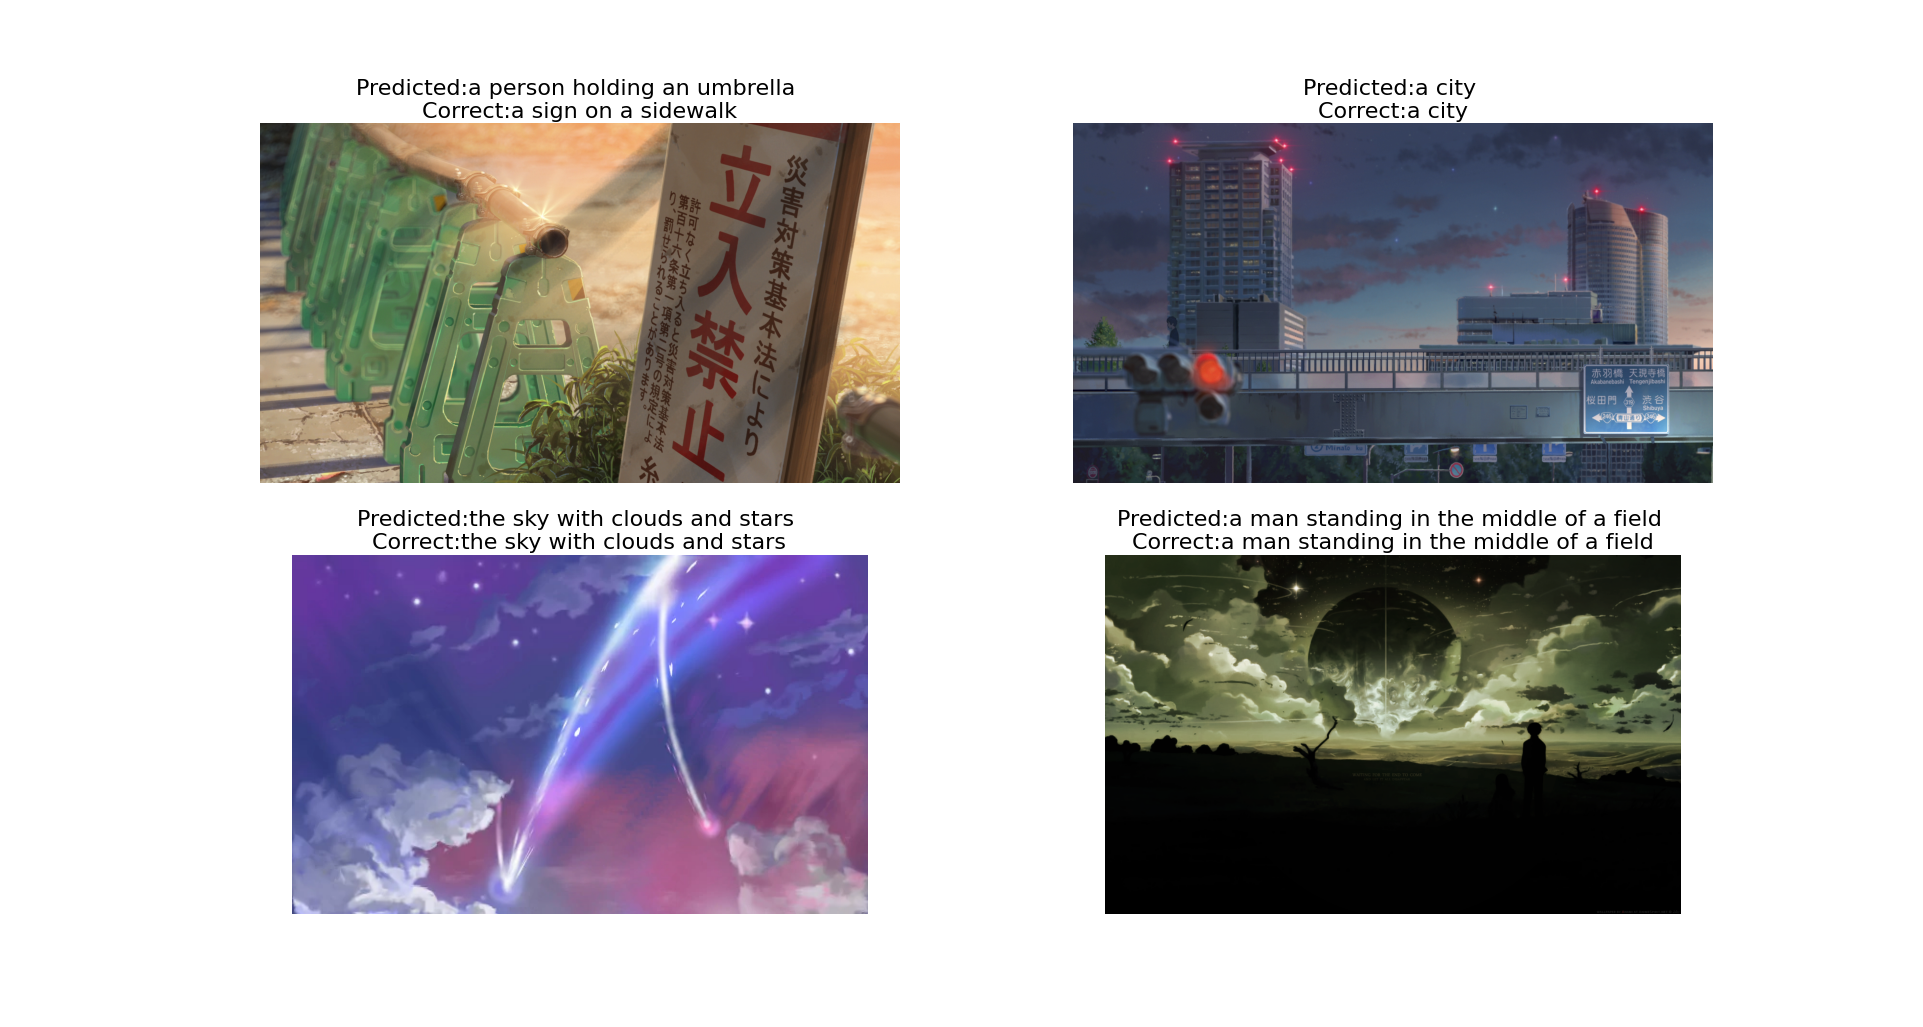 Predicted:a person holding an umbrella
Correct:a sign on a sidewalk
災害対策基本法により
立入禁止
許可なく立ち入ると災害対策基本法
第百十六条第一項第二号の規定によ
り、罰せられることがあります。
糸
Predicted:a city
Correct:a city
赤羽橋 天現寺橋
Akabanebashi Tengenjibashi
桜田門 渋谷
Shibuya
Predicted:the sky with clouds and stars
Correct:the sky with clouds and stars
Predicted:a man standing in the middle of a field
Correct:a man standing in the middle of a field